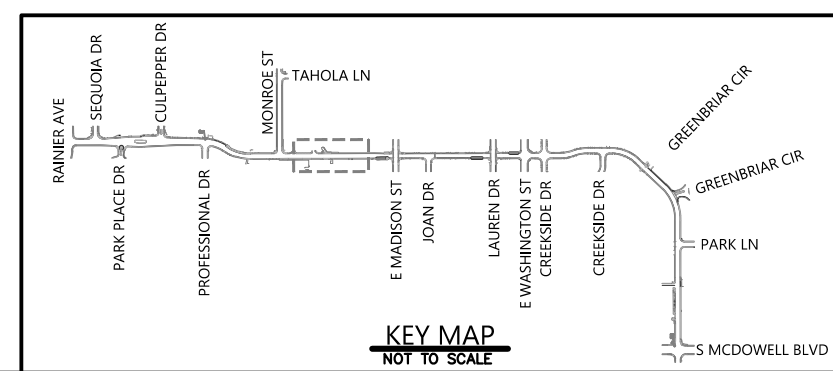 RAINIER AVE
SEQUOIA DR
CULPEPPER DR
MONROE ST
TAHOLA LN
PARK PLACE DR
PROFESSIONAL DR
E MADISON ST
JOAN DR
LAUREN DR
E WASHINGTON ST
CREEKSIDE DR
CREEKSIDE DR
GREENBRIAR CIR
GREENBRIAR CIR
PARK LN
S MCDOWELL BLVD
KEY MAP
NOT TO SCALE